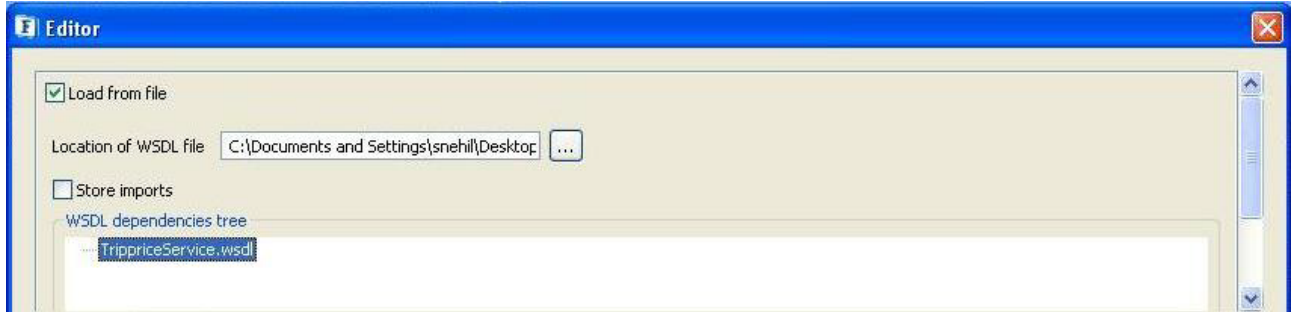 Editor
Load from file
Location of WSDL file C:\Documents and Settings\snehil\Desktop ...
Store imports
WSDL dependencies tree
TrippriceService.wsdl